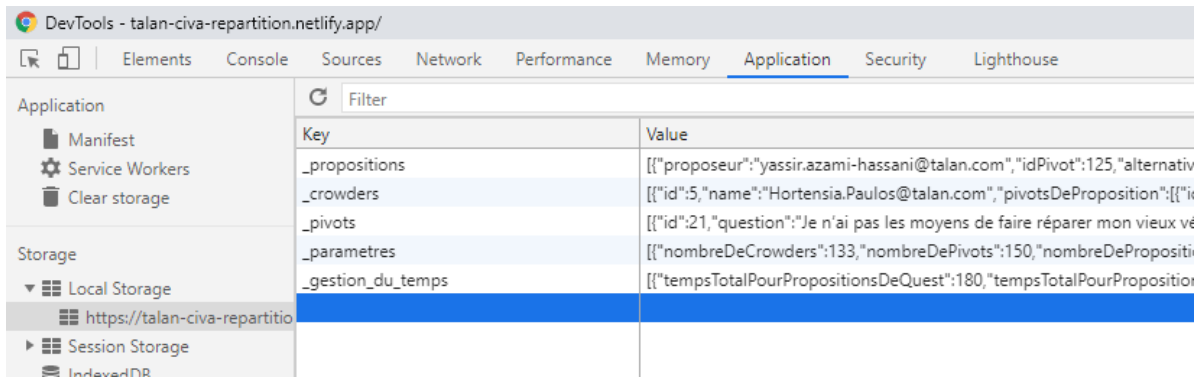 DevTools - talan-civa-repartition.netlify.app/
Elements Console Sources Network Performance Memory Application Security Lighthouse
Application
Manifest
Service Workers
Clear storage
Storage
Local Storage
https://talan-civa-repartitio
Session Storage
IndexedDB
Filter
Key Value
_propositions [{"proposeur":"yassir.azami-hassani@talan.com","idPivot":125,"alternativ
_crowders [{"id":5,"name":"Hortensia.Paulos@talan.com","pivotsDeProposition":[{"i
_pivots [{"id":21,"question":"Je n'ai pas les moyens de faire réparer mon vieux vé
_parametres [{"nombreDeCrowders":133,"nombreDePivots":150,"nombreDePropositi
_gestion_du_temps [{"tempsTotalPourPropositionsDeQuest":180,"tempsTotalPourProposition